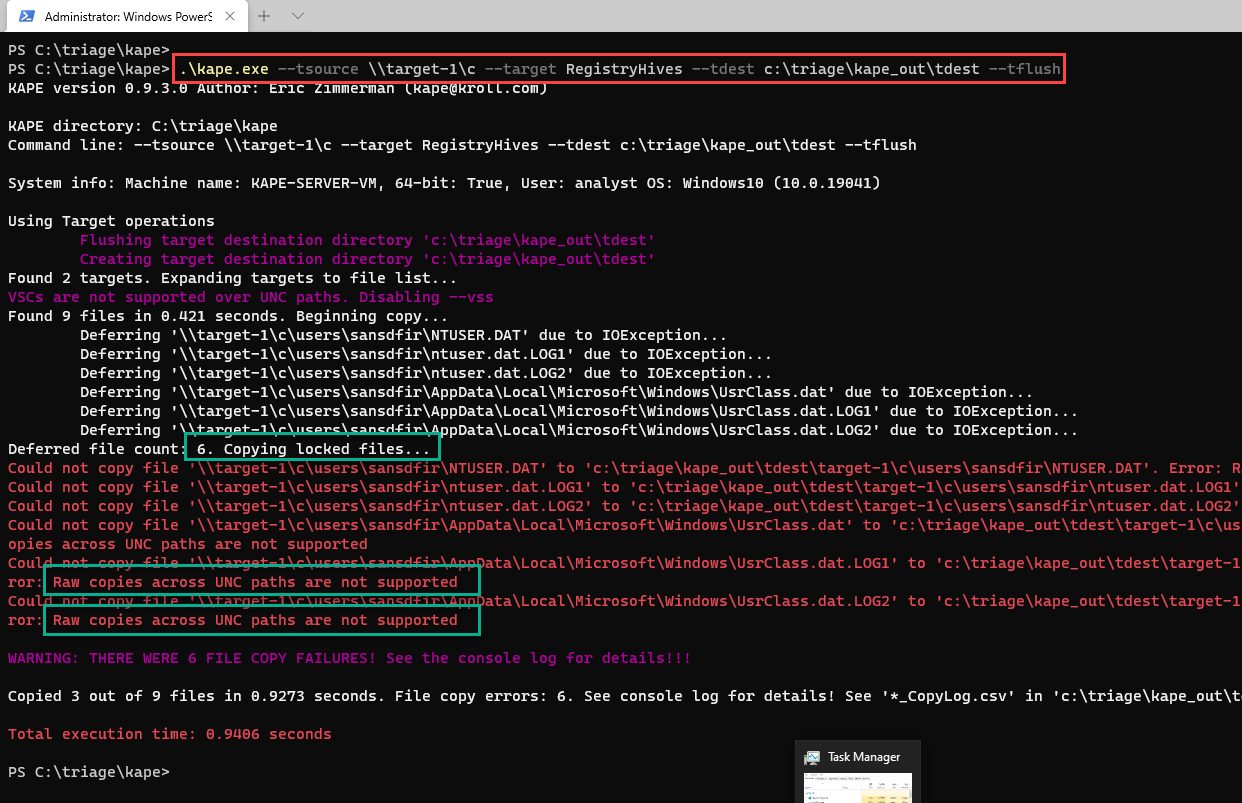 Administrator: Windows PowerS
PS C:\triage\kape>
PS C:\triage\kape> .\kape.exe --tsource \\target-1\c --target RegistryHives --tdest c:\triage\kape_out\tdest --tflush
KAPE version 0.9.3.0 Author: Eric Zimmerman (kape@kroll.com)
KAPE directory: C:\triage\kape
Command line: --tsource \\target-1\c --target RegistryHives --tdest c:\triage\kape_out\tdest --tflush
System info: Machine name: KAPE-SERVER-VM, 64-bit: True, User: analyst OS: Windows10 (10.0.19041)
Using Target operations
Flushing target destination directory 'c:\triage\kape_out\tdest'
Creating target destination directory 'c:\triage\kape_out\tdest'
Found 2 targets. Expanding targets to file list...
VSCs are not supported over UNC paths. Disabling --vss
Found 9 files in 0.421 seconds. Beginning copy...
Deferring '\\target-1\c\users\sansdfir\NTUSER.DAT' due to IOException...
Deferring '\\target-1\c\users\sansdfir\ntuser.dat.LOG1' due to IOException...
Deferring '\\target-1\c\users\sansdfir\ntuser.dat.LOG2' due to IOException...
Deferring '\\target-1\c\users\sansdfir\AppData\Local\Microsoft\Windows\UsrClass.dat' due to IOException...
Deferring '\\target-1\c\users\sansdfir\AppData\Local\Microsoft\Windows\UsrClass.dat.LOG1' due to IOException...
Deferring '\\target-1\c\users\sansdfir\AppData\Local\Microsoft\Windows\UsrClass.dat.LOG2' due to IOException...
Deferred file count: 6. Copying locked files...
Could not copy file '\\target-1\c\users\sansdfir\NTUSER.DAT' to 'c:\triage\kape_out\tdest\target-1\c\users\sansdfir\NTUSER.DAT'. Error: R
Could not copy file '\\target-1\c\users\sansdfir\ntuser.dat.LOG1' to 'c:\triage\kape_out\tdest\target-1\c\users\sansdfir\ntuser.dat.LOG1'
Could not copy file '\\target-1\c\users\sansdfir\ntuser.dat.LOG2' to 'c:\triage\kape_out\tdest\target-1\c\users\sansdfir\ntuser.dat.LOG2'
Could not copy file '\\target-1\c\users\sansdfir\AppData\Local\Microsoft\Windows\UsrClass.dat' to 'c:\triage\kape_out\tdest\target-1\c\us
opies across UNC paths are not supported
Could not copy file '\\target-1\c\users\sansdfir\AppData\Local\Microsoft\Windows\UsrClass.dat.LOG1' to 'c:\triage\kape_out\tdest\target-1
ror: Raw copies across UNC paths are not supported
Could not copy file '\\target-1\c\users\sansdfir\AppData\Local\Microsoft\Windows\UsrClass.dat.LOG2' to 'c:\triage\kape_out\tdest\target-1
ror: Raw copies across UNC paths are not supported
WARNING: THERE WERE 6 FILE COPY FAILURES! See the console log for details!!!
Copied 3 out of 9 files in 0.9273 seconds. File copy errors: 6. See console log for details! See '*_CopyLog.csv' in 'c:\triage\kape_out\t
Total execution time: 0.9406 seconds
PS C:\triage\kape>
Task Manager